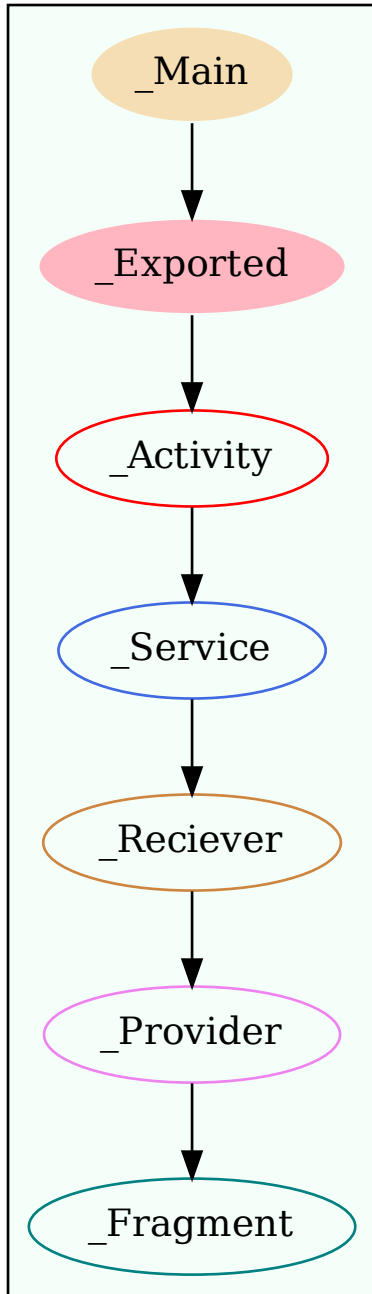 _Main
_Exported
_Activity
_Service
_Reciever
_Provider
_Fragment